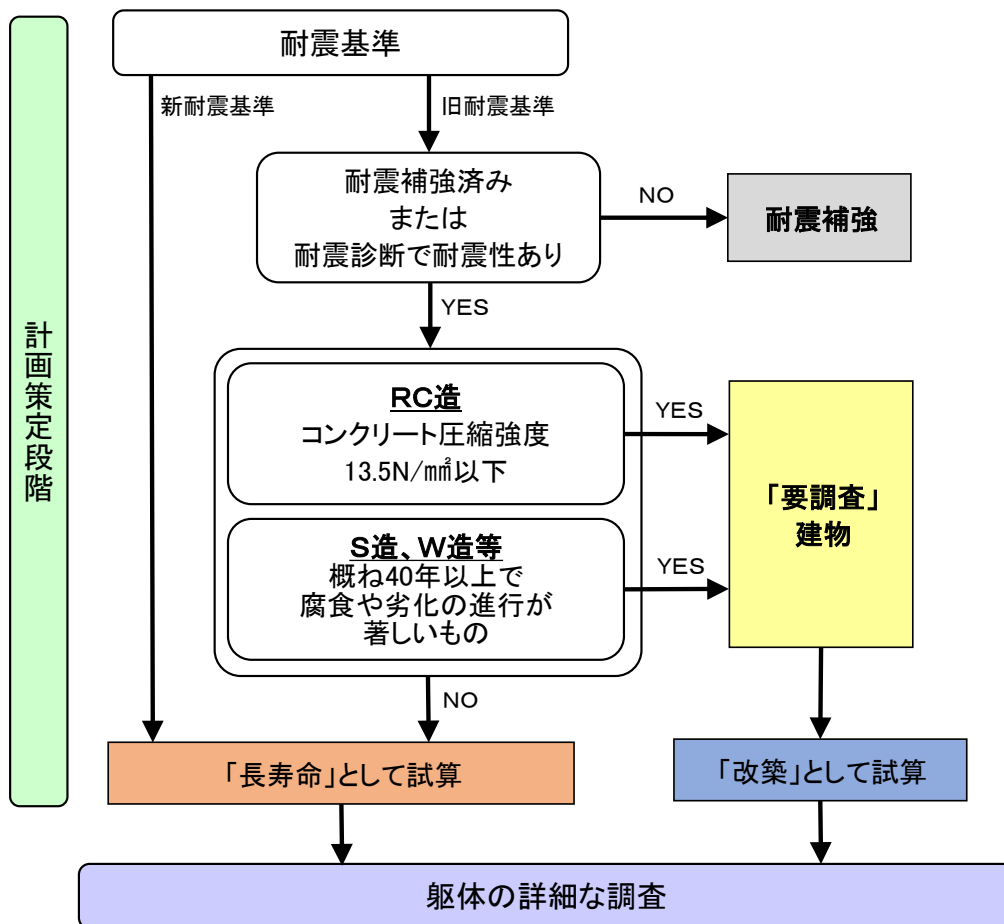 計画策定段階
耐震基準
新耐震基準
旧耐震基準
耐震補強済み
または
耐震診断で耐震性あり
NO
耐震補強
YES
RC造
コンクリート圧縮強度
13.5N/㎟以下
YES
「要調査」
建物
S造、W造等
概ね40年以上で
腐食や劣化の進行が
著しいもの
YES
NO
「長寿命」として試算
「改築」として試算
躯体の詳細な調査